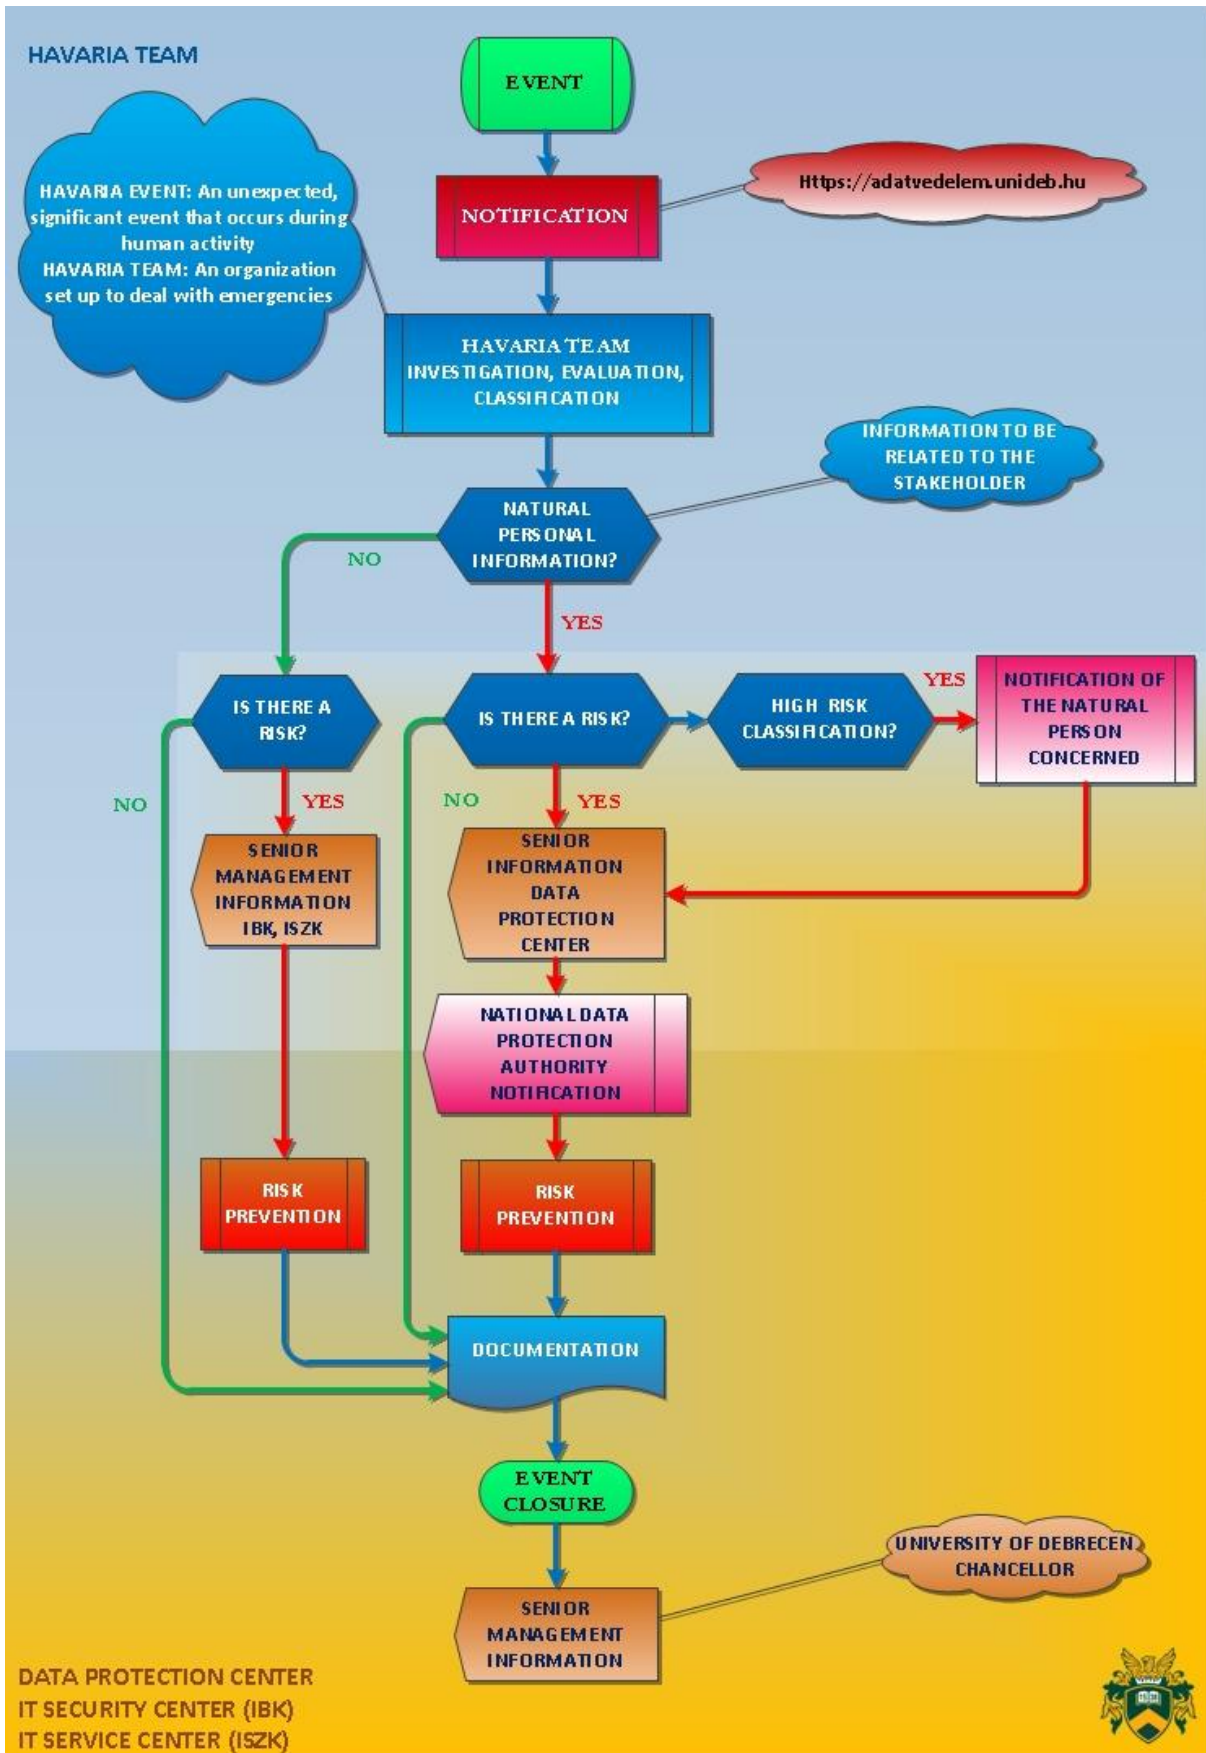 HAVARIA TEAM
EVENT
HAVARIA EVENT: An unexpected,
significant event that occurs during
human activity
HAVARIA TEAM: An organization
set up to deal with emergencies
Https://adatvedelem.unideb.hu
NOTIFICATION
HAVARIA TEAM
INVESTIGATION, EVALUATION,
CLASSIFICATION
INFORMATION TO BE
RELATED TO THE
STAKEHOLDER
NATURAL
PERSONAL
INFORMATION?
NO
YES
IS THERE A
RISK?
IS THERE A RISK?
HIGH RISK
CLASSIFICATION?
YES
NOTIFICATION OF
THE NATURAL
PERSON
CONCERNED
NO
YES
NO
YES
SENIOR
MANAGEMENT
INFORMATION
IBK, ISZK
SENIOR
INFORMATION
DATA
PROTECTION
CENTER
NATIONAL DATA
PROTECTION
AUTHORITY
NOTIFICATION
RISK
PREVENTION
RISK
PREVENTION
DOCUMENTATION
EVENT
CLOSURE
UNIVERSITY OF DEBRECEN
CHANCELLOR
SENIOR
MANAGEMENT
INFORMATION
DATA PROTECTION CENTER
IT SECURITY CENTER (IBK)
IT SERVICE CENTER (ISZK)